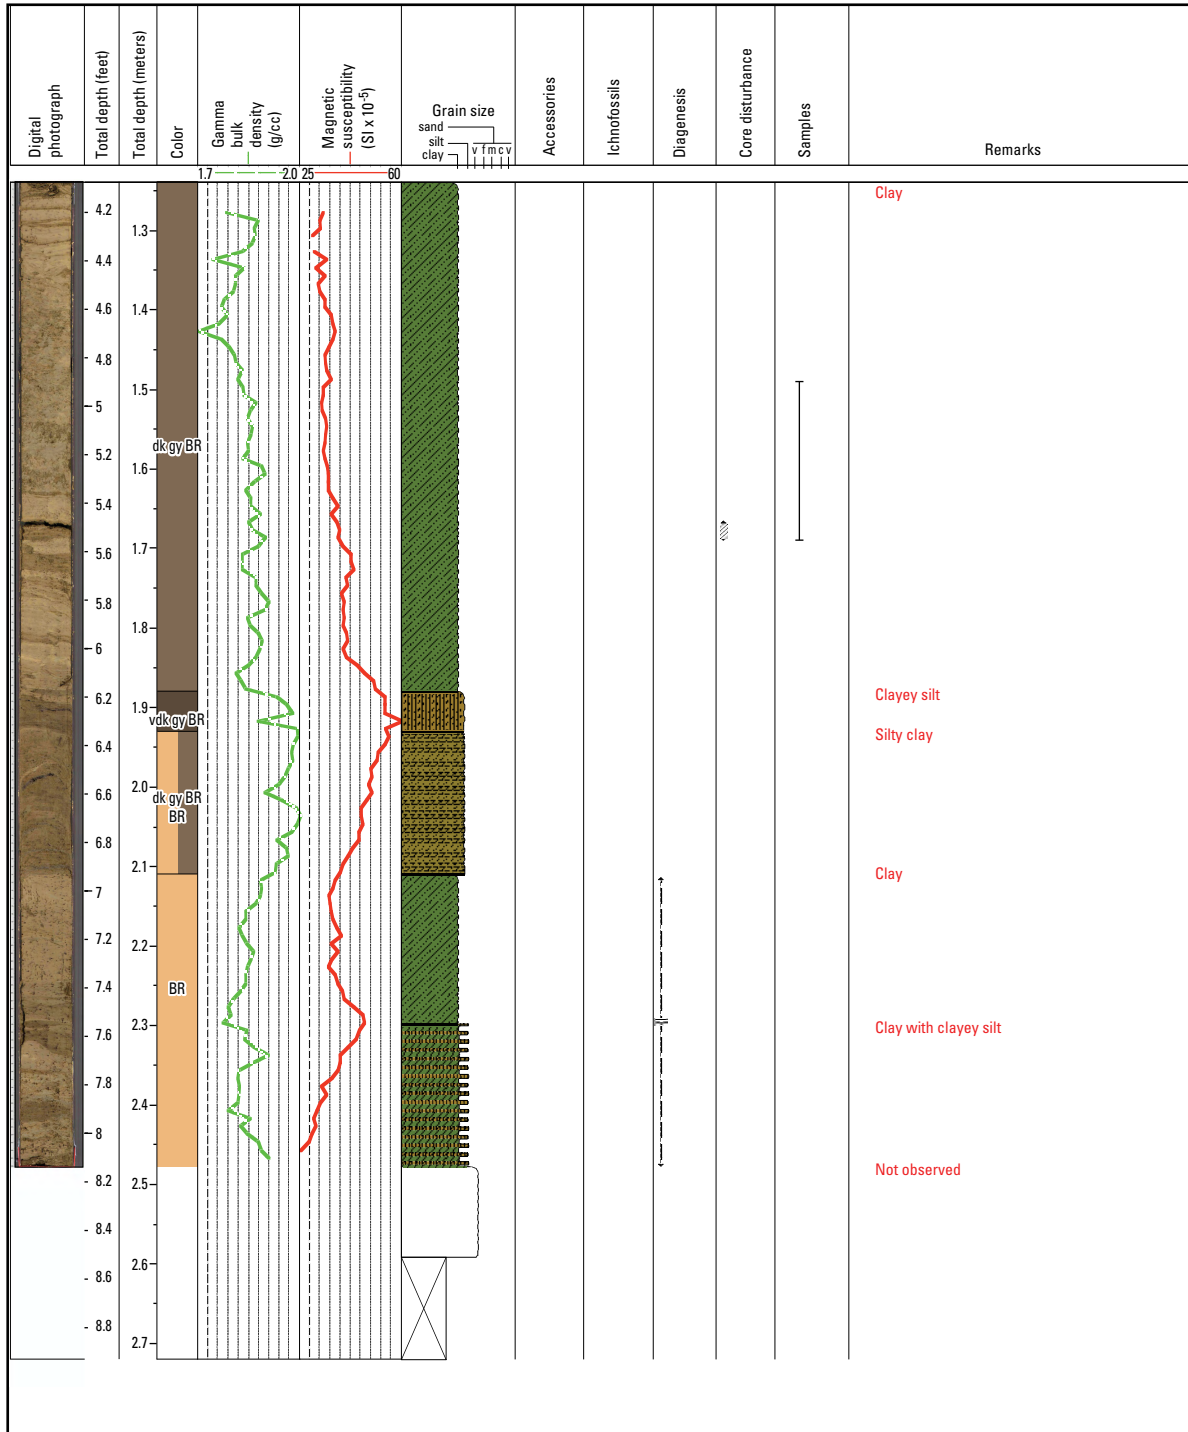 Digital
photograph
Total depth (feet)
Total depth (meters)
Color
Gamma
bulk
density
(g/cc)
Magnetic
susceptibility
(SI x 10-5)
Grain size
sand
silt
clay
v f m c v
Accessories
Ichnofossils
Diagenesis
Core disturbance
Samples
Remarks
1.7 2.0 25 60
Clay
4.2
1.3
4.4
4.6
1.4
4.8
1.5
5
dk gy BR
5.2
1.6
5.4
1.7
5.6
5.8
1.8
6
6.2
Clayey silt
1.9
vdk gy BR
Silty clay
6.4
2.0
6.6
dk gy BR
BR
6.8
2.1
Clay
7
7.2
2.2
7.4
BR
2.3
Clay with clayey silt
7.6
7.8
2.4
8
Not observed
8.2
2.5
8.4
2.6
8.6
8.8
2.7